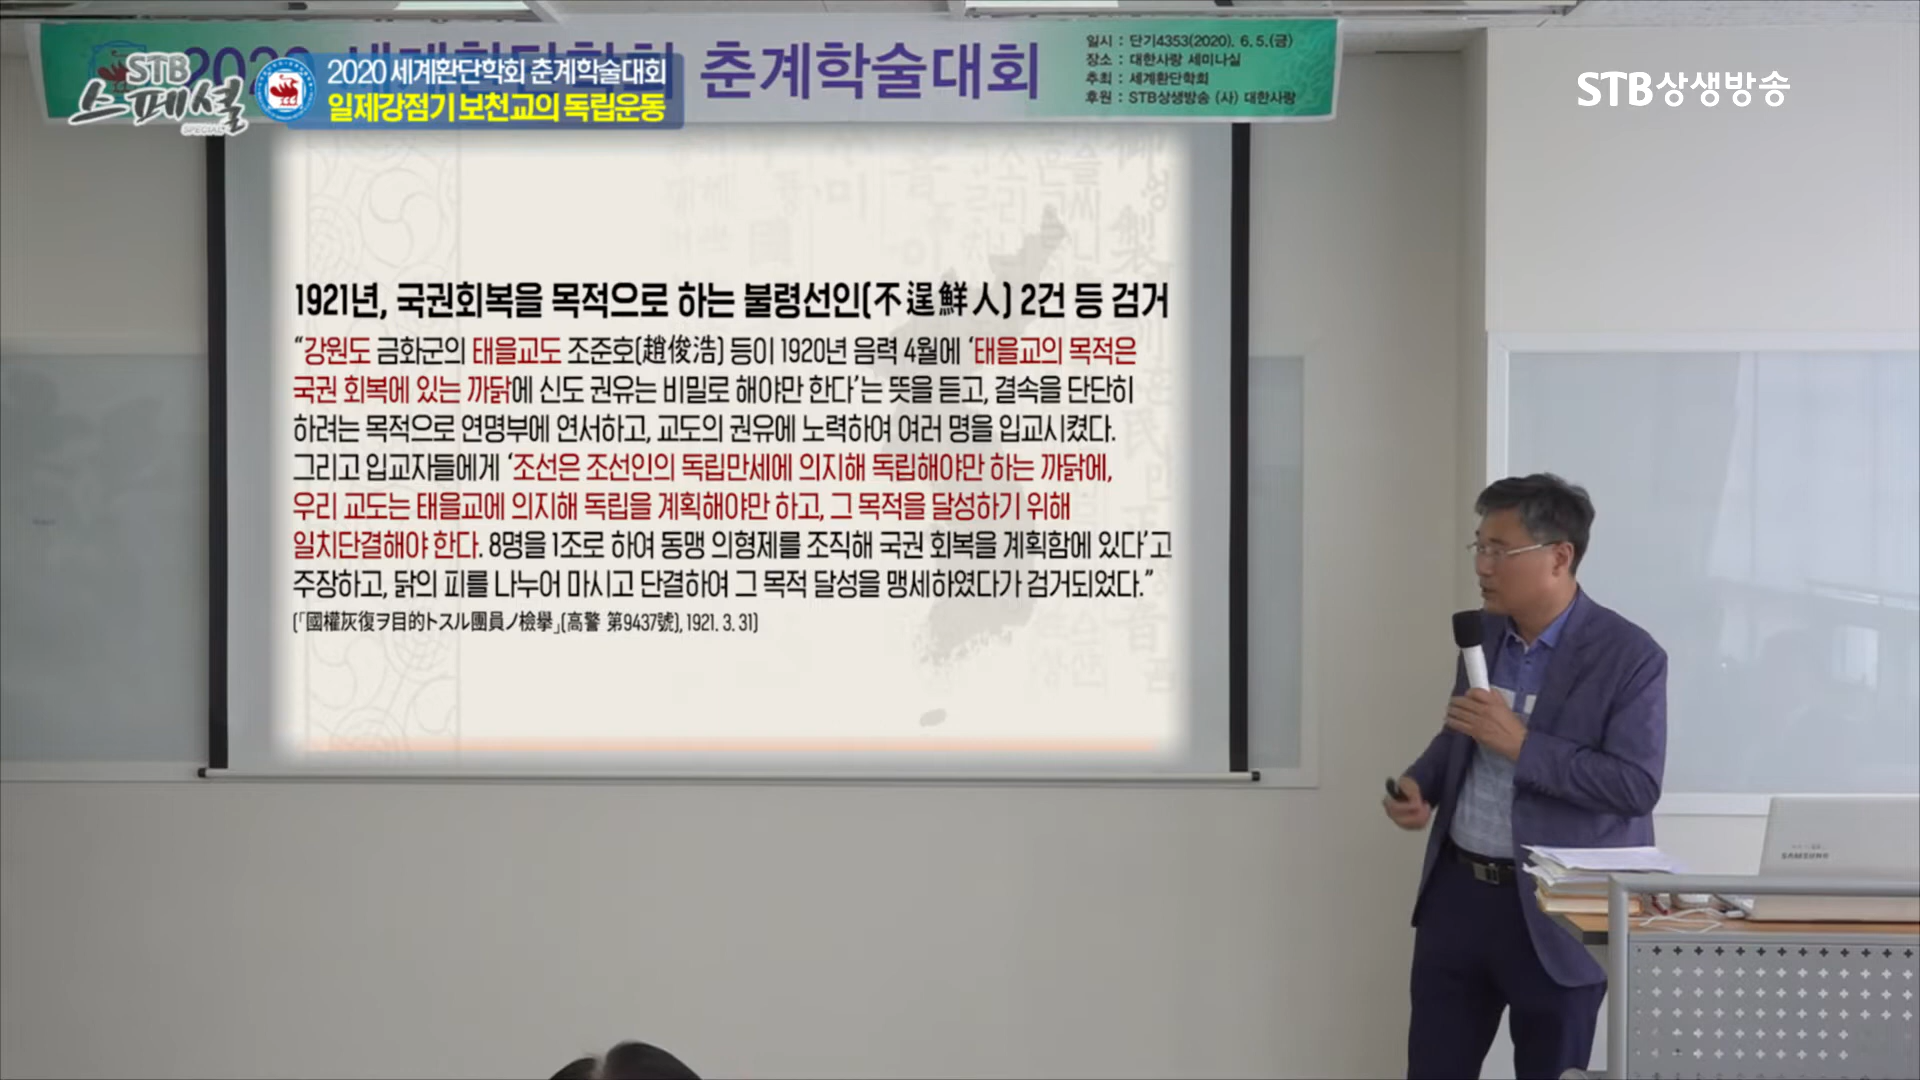 2020 세계환단학회 춘계학술대회
일시 : 단기4353(2020). 6. 5.(금)
장소 : 대한사랑 세미나실
주최 : 세계환단학회
후원 : STB상생방송 (사) 대한사랑
STB
스페셜
SPECIAL
2020 세계환단학회 춘계학술대회
일제강점기 보천교의 독립운동
STB상생방송
1921년, 국권회복을 목적으로 하는 불령선인(不逞鮮人) 2건 등 검거
“강원도 금화군의 태을교도 조준호(趙俊浩) 등이 1920년 음력 4월에 ‘태을교의 목적은
국권 회복에 있는 까닭에 신도 권유는 비밀로 해야만 한다’는 뜻을 듣고, 결속을 단단히
하려는 목적으로 연명부에 연서하고, 교도의 권유에 노력하여 여러 명을 입교시켰다.
그리고 입교자들에게 ‘조선은 조선인의 독립만세에 의지해 독립해야만 하는 까닭에,
우리 교도는 태을교에 의지해 독립을 계획해야만 하고, 그 목적을 달성하기 위해
일치단결해야 한다. 8명을 1조로 하여 동맹 의형제를 조직해 국권 회복을 계획함에 있다’고
주장하고, 닭의 피를 나누어 마시고 단결하여 그 목적 달성을 맹세하였다가 검거되었다.”
(「國權灰復ヲ目的トスル團員ノ檢擧」(高警 第9437號), 1921. 3. 31)
SAMSUNG